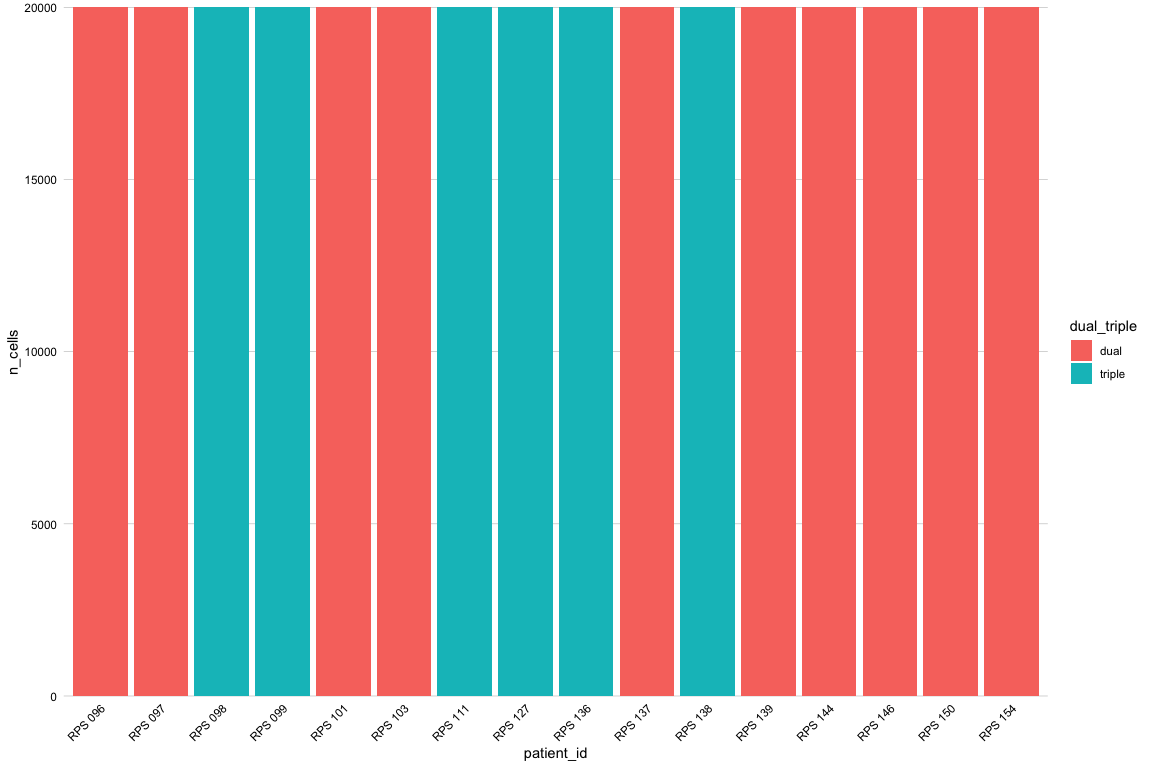 20000
15000
10000
5000
0
n_cells
RPS 096
RPS 097
RPS 098
RPS 099
RPS 101
RPS 103
RPS 111
RPS 127
RPS 136
RPS 137
RPS 138
RPS 139
RPS 144
RPS 146
RPS 150
RPS 154
patient_id
dual_triple
dual
triple